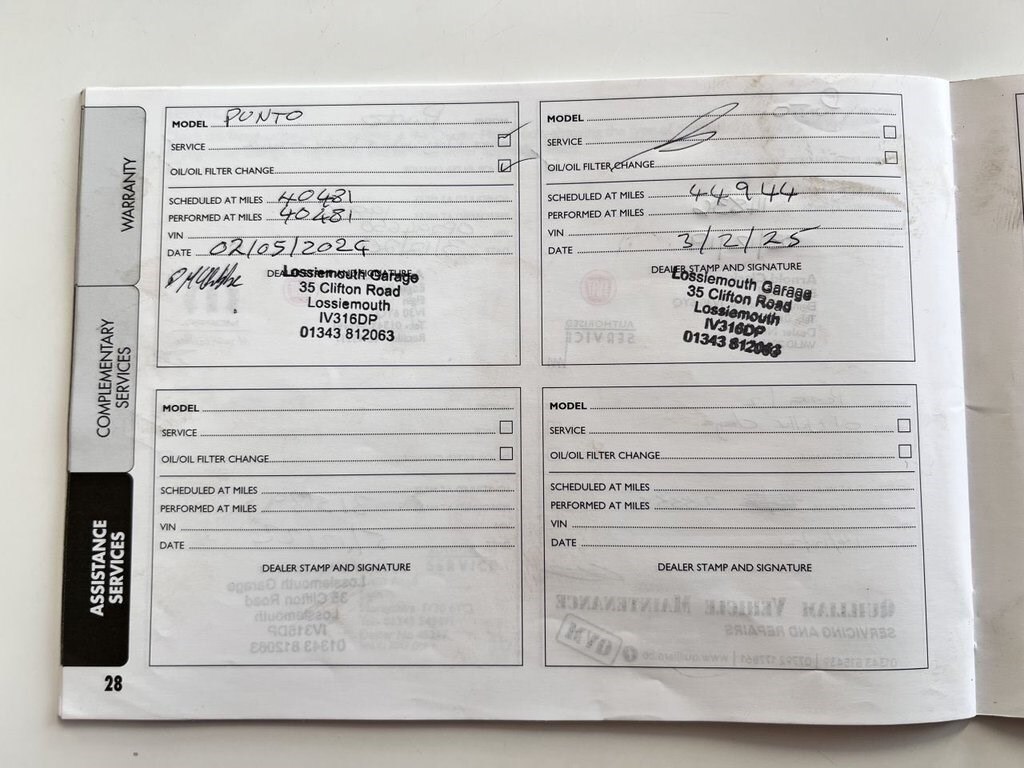 WARRANTY
COMPLEMENTARY
SERVICES
ASSISTANCE
SERVICES
MODEL PUNTO
SERVICE
OIL/OIL FILTER CHANGE
SCHEDULED AT MILES 40481
PERFORMED AT MILES 40481
VIN
DATE 02/05/2024
DEALER STAMP AND SIGNATURE
Lossiemouth Garage
35 Clifton Road
Lossiemouth
IV316DP
01343 812063
MODEL
SERVICE
OIL/OIL FILTER CHANGE
SCHEDULED AT MILES 44944
PERFORMED AT MILES
VIN
DATE 3/2/25
DEALER STAMP AND SIGNATURE
Lossiemouth Garage
35 Clifton Road
Lossiemouth
IV316DP
01343 812063
MODEL
SERVICE
OIL/OIL FILTER CHANGE
SCHEDULED AT MILES
PERFORMED AT MILES
VIN
DATE
DEALER STAMP AND SIGNATURE
MODEL
SERVICE
OIL/OIL FILTER CHANGE
SCHEDULED AT MILES
PERFORMED AT MILES
VIN
DATE
DEALER STAMP AND SIGNATURE
28